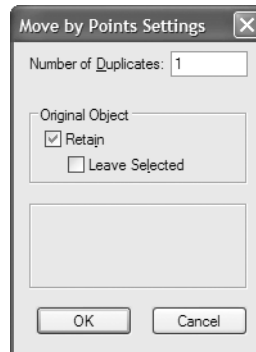 Move by Points Settings
Number of Duplicates: 1
Original Object
Retain
Leave Selected
OK Cancel